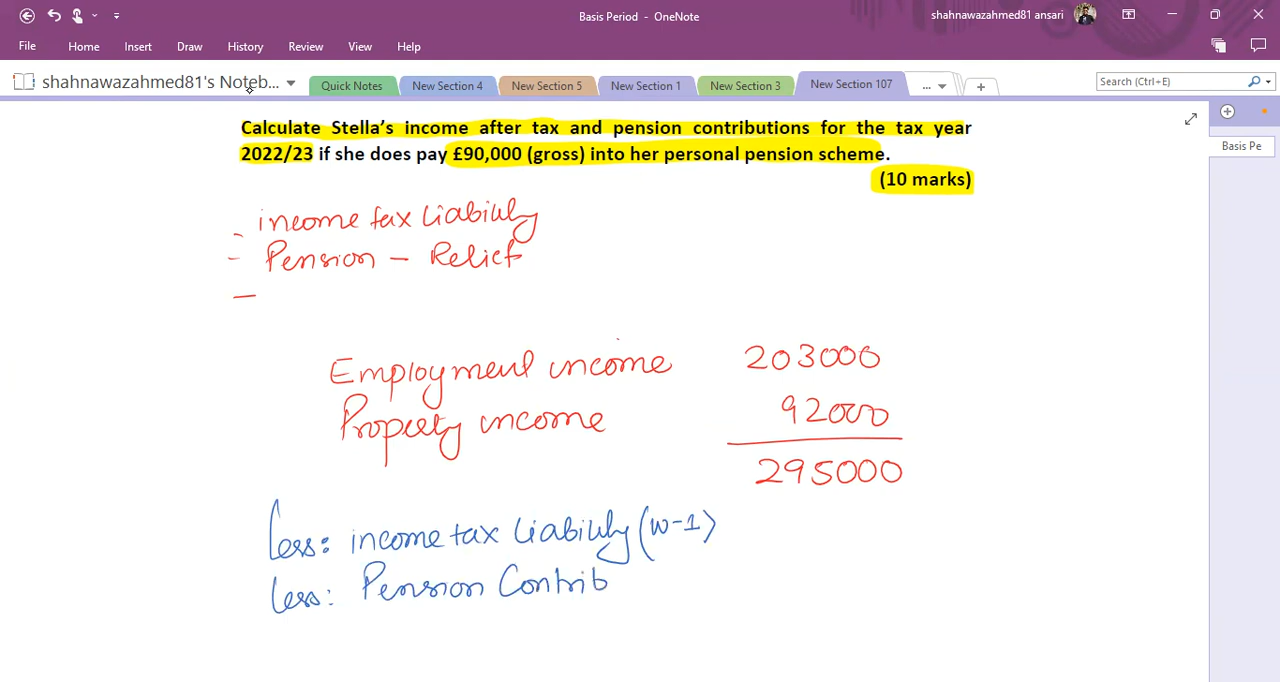 Basis Period - OneNote
shahnawazahmed81 ansari
File Home Insert Draw History Review View Help
shahnawazahmed81's Noteb... Quick Notes New Section 4 New Section 5 New Section 1 New Section 3 New Section 107 ... + Search (Ctrl+E)
Calculate Stella's income after tax and pension contributions for the tax year
2022/23 if she does pay £90,000 (gross) into her personal pension scheme.
(10 marks)
Basis Pe
- income tax liability
- Pension - Relief
-
Employment income 203000
Property income 92000
295000
Less: income tax liability (w-1)
less: Pension Contrib